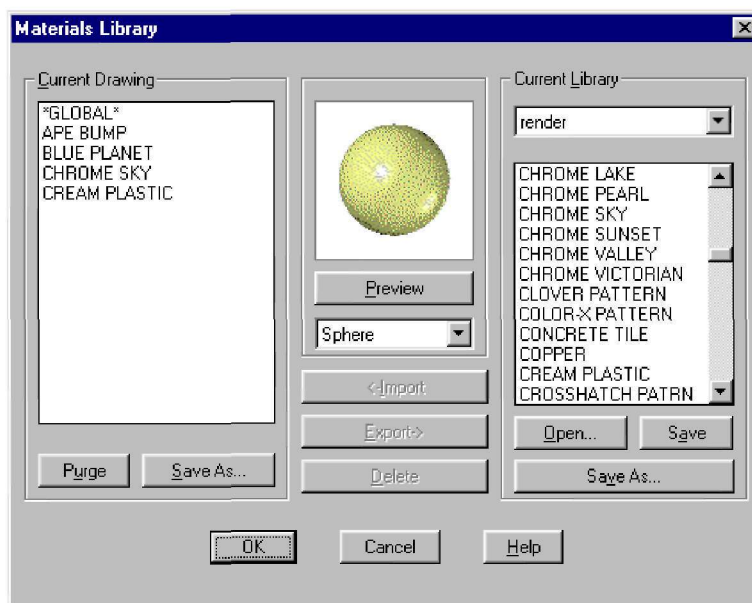 Materials Library
Current Drawing
*GLOBAL*
APE BUMP
BLUE PLANET
CHROME SKY
CREAM PLASTIC
Purge
Save As...
Preview
Sphere
<-Import
Export->
Delete
Current Library
render
CHROME LAKE
CHROME PEARL
CHROME SKY
CHROME SUNSET
CHROME VALLEY
CHROME VICTORIAN
CLOVER PATTERN
COLOR-X PATTERN
CONCRETE TILE
COPPER
CREAM PLASTIC
CROSSHATCH PATRN
Open...
Save
Save As...
OK
Cancel
Help